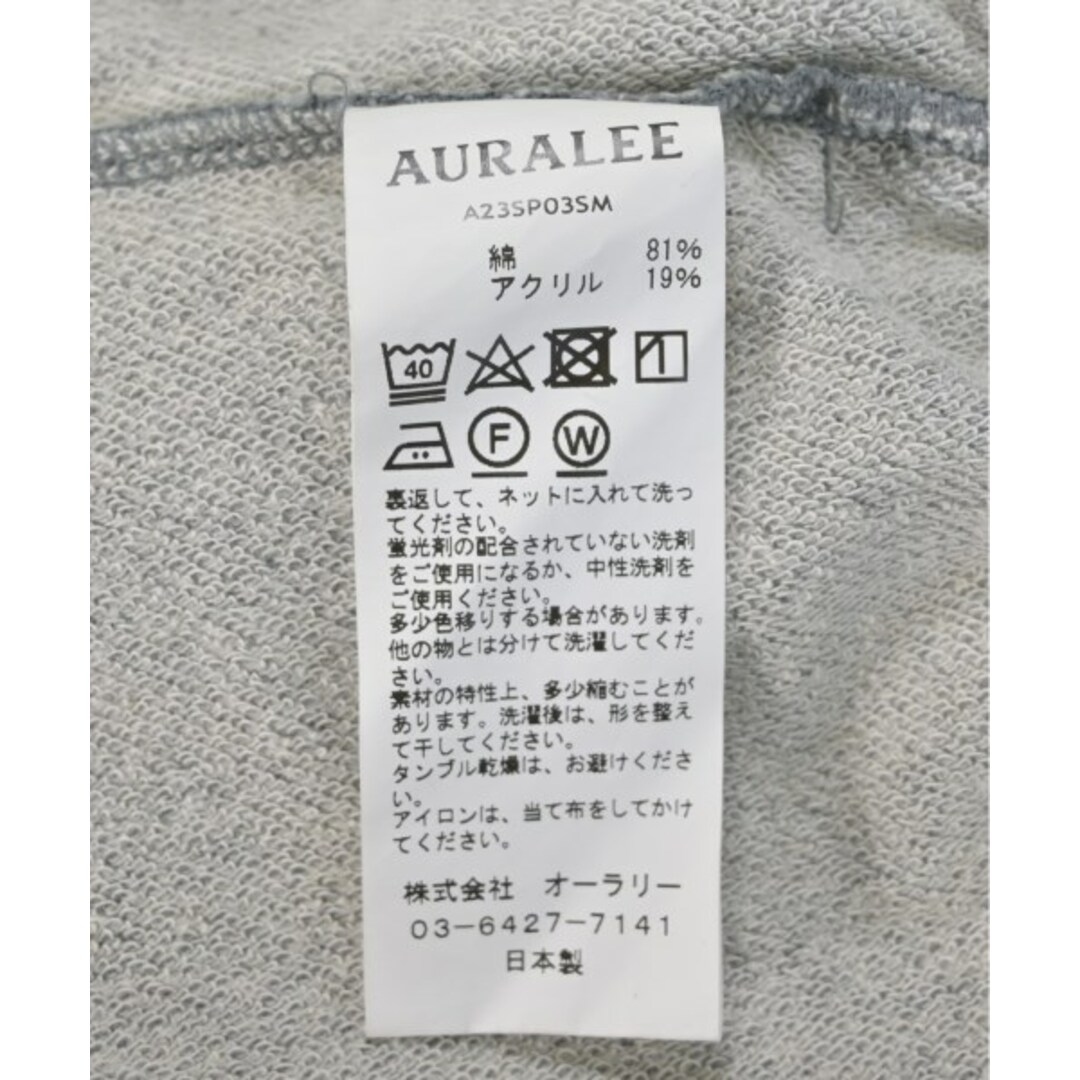 AURALEE
A23SP03SM
綿 81%
アクリル 19%
40
F W
裏返して、ネットに入れて洗っ
てください。
蛍光剤の配合されていない洗剤
をご使用になるか、中性洗剤を
ご使用ください。
多少色移りする場合があります。
他の物とは分けて洗濯してくだ
さい。
素材の特性上、多少縮むことが
あります。洗濯後は、形を整え
て干してください。
タンブル乾燥は、お避けくださ
い。
アイロンは、当て布をしてかけ
てください。
株式会社 オーラリー
03-6427-7141
日本製